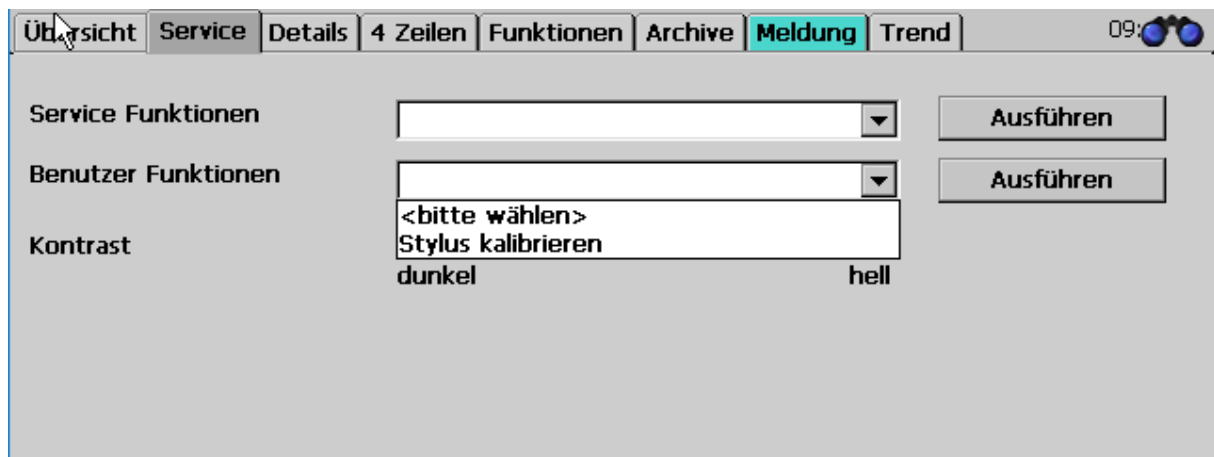 Übersicht Service Details 4 Zeilen Funktionen Archive Meldung Trend 09:
Service Funktionen Ausführen
Benutzer Funktionen Ausführen
<bitte wählen>
Stylus kalibrieren
Kontrast
dunkel hell